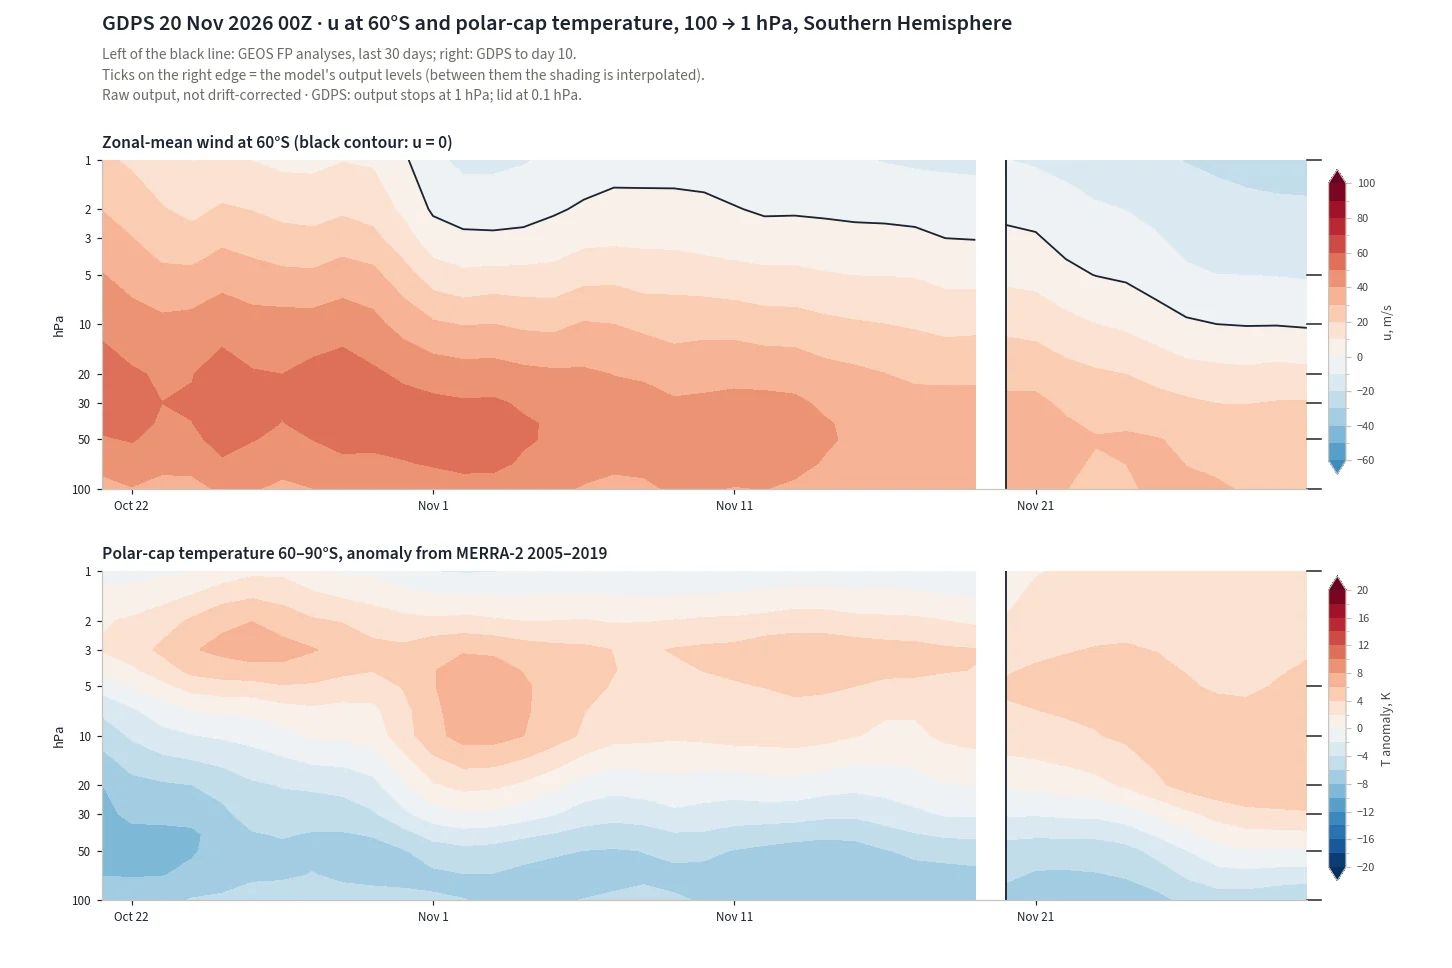 GDPS 20 Nov 2026 00Z · u at 60°S and polar-cap temperature, 100 → 1 hPa, Southern Hemisphere
Left of the black line: GEOS FP analyses, last 30 days; right: GDPS to day 10.
Ticks on the right edge = the model's output levels (between them the shading is interpolated).
Raw output, not drift-corrected · GDPS: output stops at 1 hPa; lid at 0.1 hPa.
Zonal-mean wind at 60°S (black contour: u = 0)
1
2
3
5
10
20
30
50
100
hPa
Oct 22
Nov 1
Nov 11
Nov 21
100
80
60
40
20
0
−20
−40
−60
u, m/s
Polar-cap temperature 60–90°S, anomaly from MERRA-2 2005–2019
1
2
3
5
10
20
30
50
100
hPa
Oct 22
Nov 1
Nov 11
Nov 21
20
16
12
8
4
0
−4
−8
−12
−16
−20
T anomaly, K